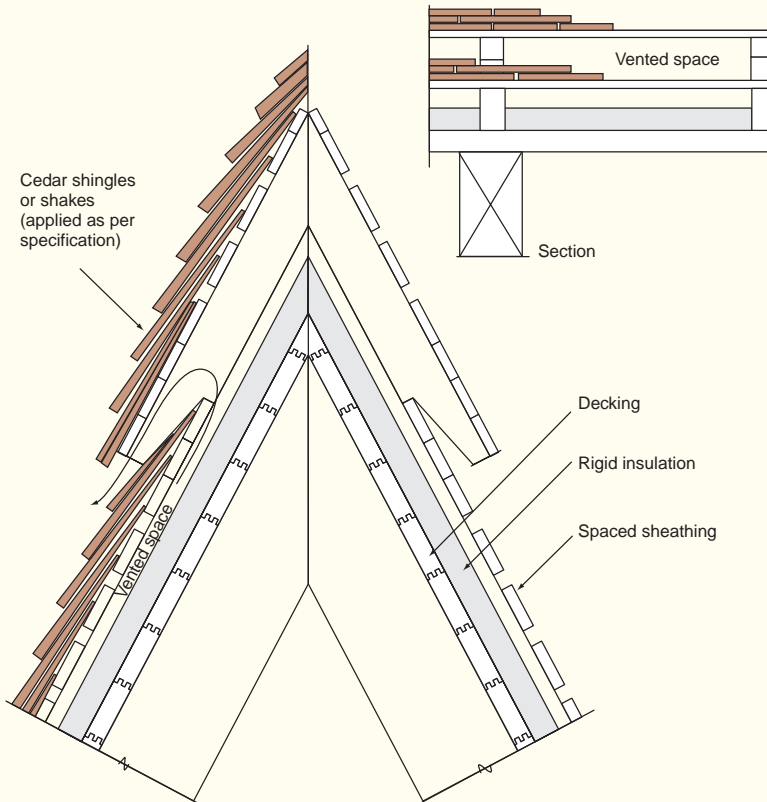 Vented space
Section
Cedar shingles
or shakes
(applied as per
specification)
Decking
Rigid insulation
Spaced sheathing
Vented space